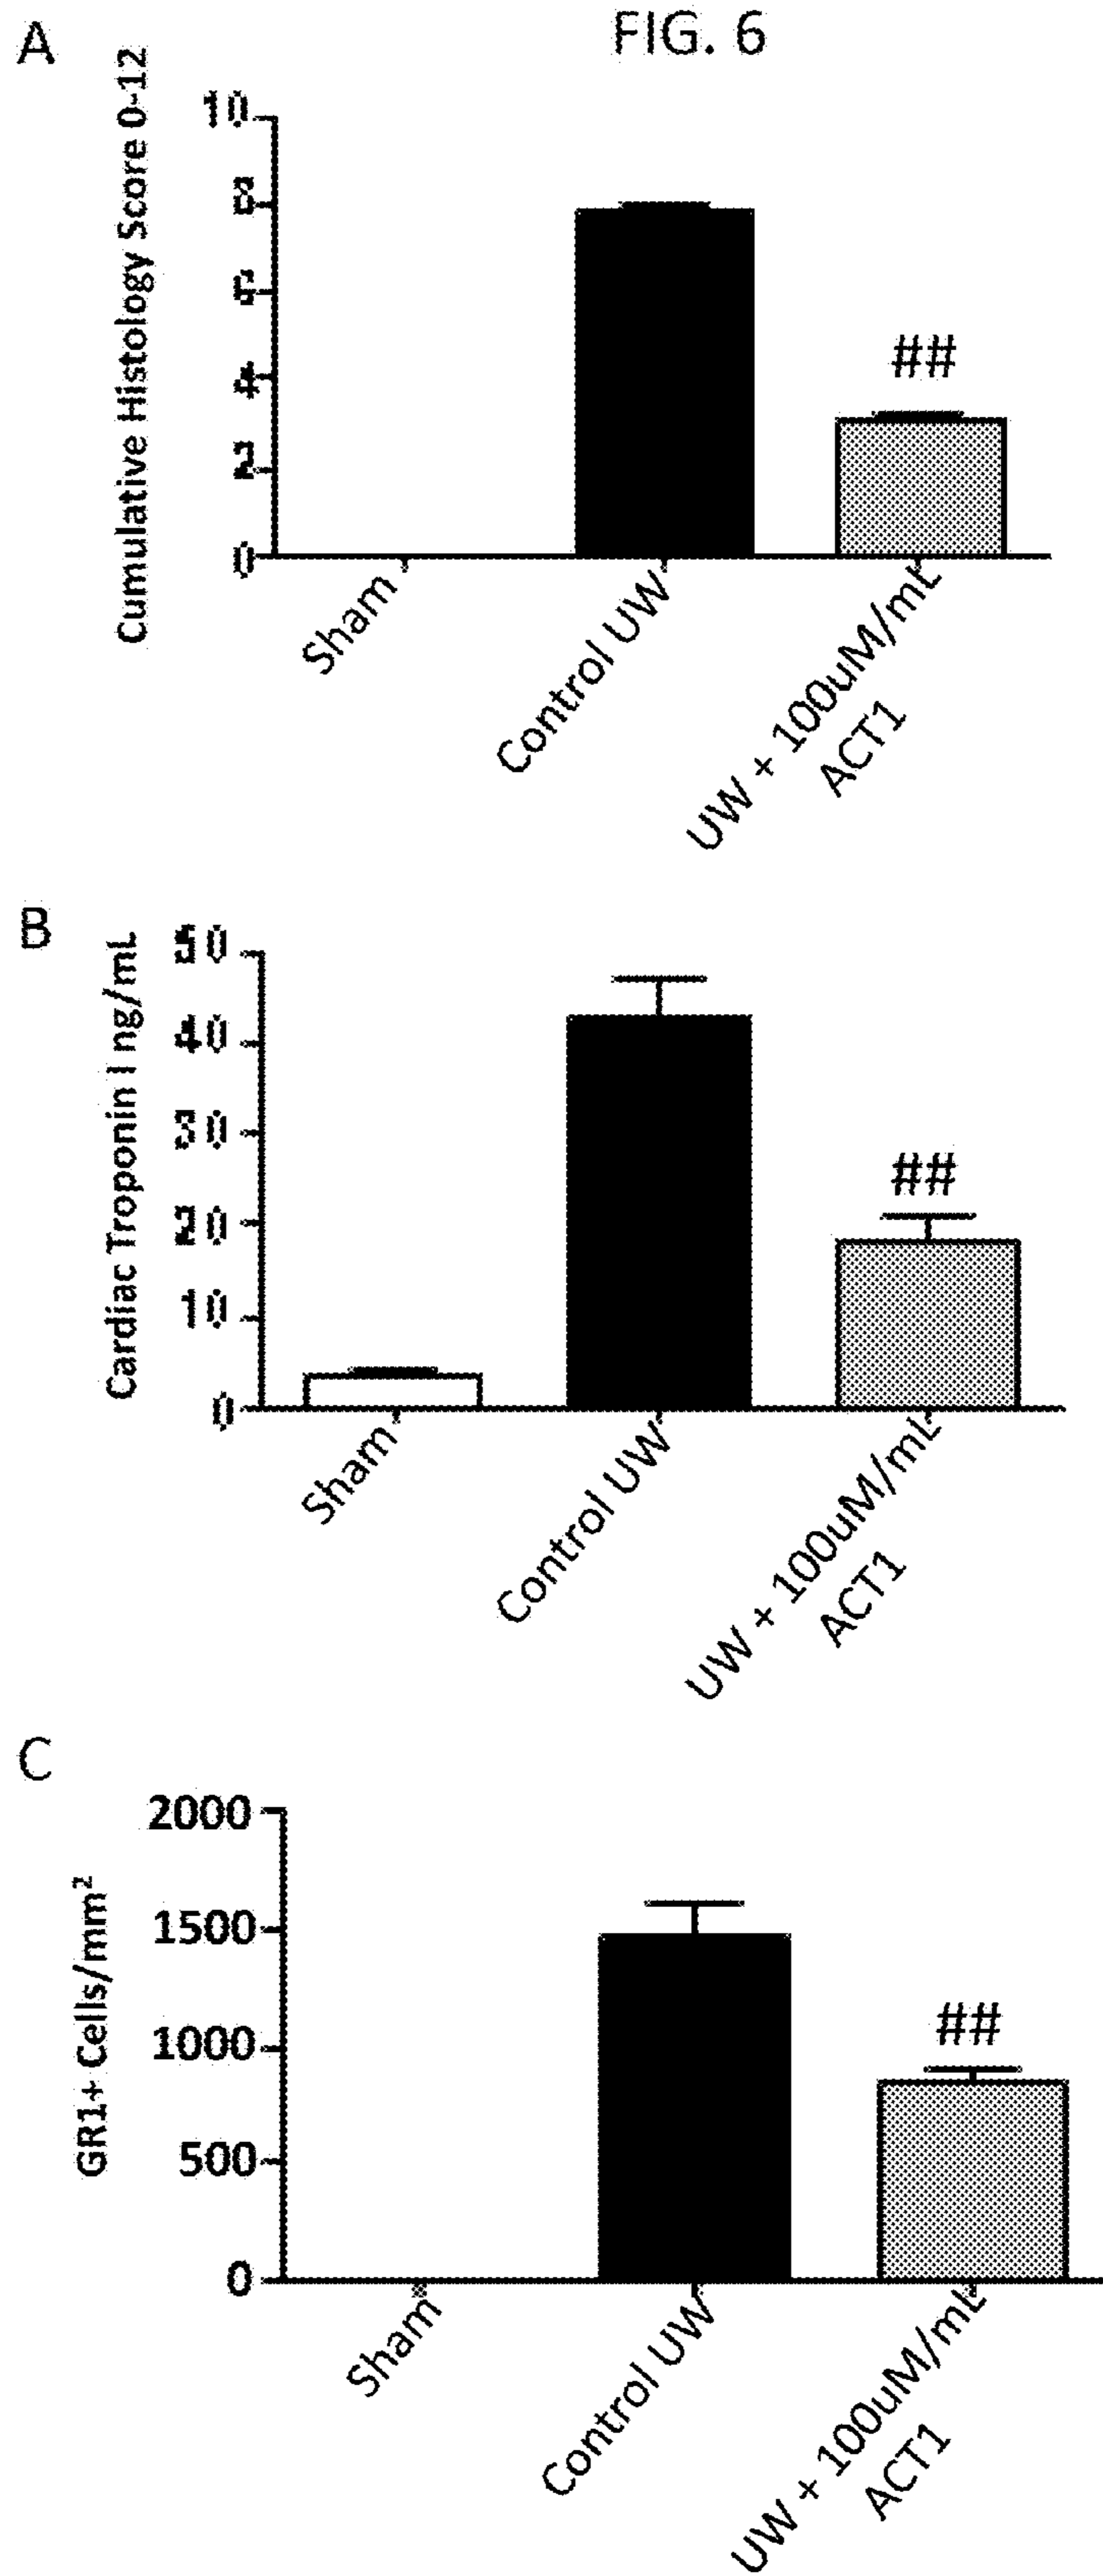 FIG. 6
A
Cumulative Histology Score 0-12
10
8
6
4
2
0
##
Sham
Control UW
UW + 100uM/mL
ACT1
B
Cardiac Troponin I ng/mL
50
40
30
20
10
0
##
Sham
Control UW
UW + 100uM/mL
ACT1
C
GR1+ Cells/mm²
2000
1500
1000
500
0
##
Sham
Control UW
UW + 100uM/mL
ACT1